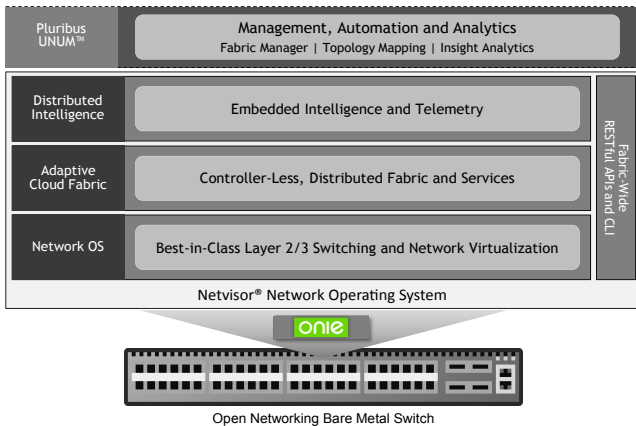 Pluribus
UNUM™
Management, Automation and Analytics
Fabric Manager | Topology Mapping | Insight Analytics
Distributed
Intelligence
Embedded Intelligence and Telemetry
Adaptive
Cloud Fabric
Controller-Less, Distributed Fabric and Services
Network OS
Best-in-Class Layer 2/3 Switching and Network Virtualization
Fabric-Wide
RESTful APIs and CLI
Netvisor® Network Operating System
onie
Open Networking Bare Metal Switch